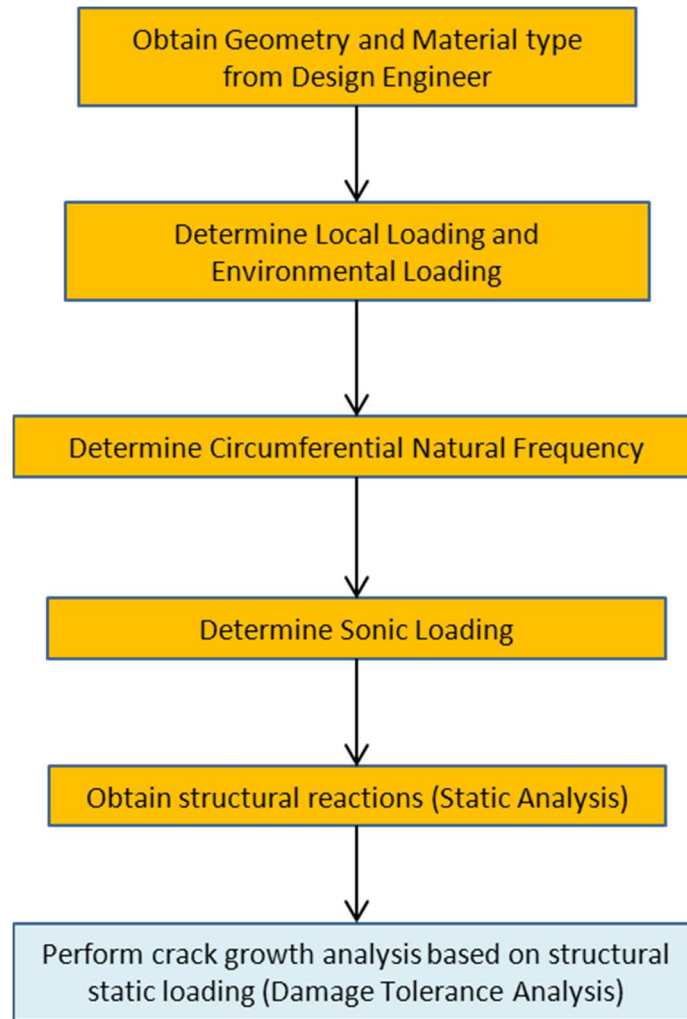 Obtain Geometry and Material type
from Design Engineer
Determine Local Loading and
Environmental Loading
Determine Circumferential Natural Frequency
Determine Sonic Loading
Obtain structural reactions (Static Analysis)
Perform crack growth analysis based on structural
static loading (Damage Tolerance Analysis)